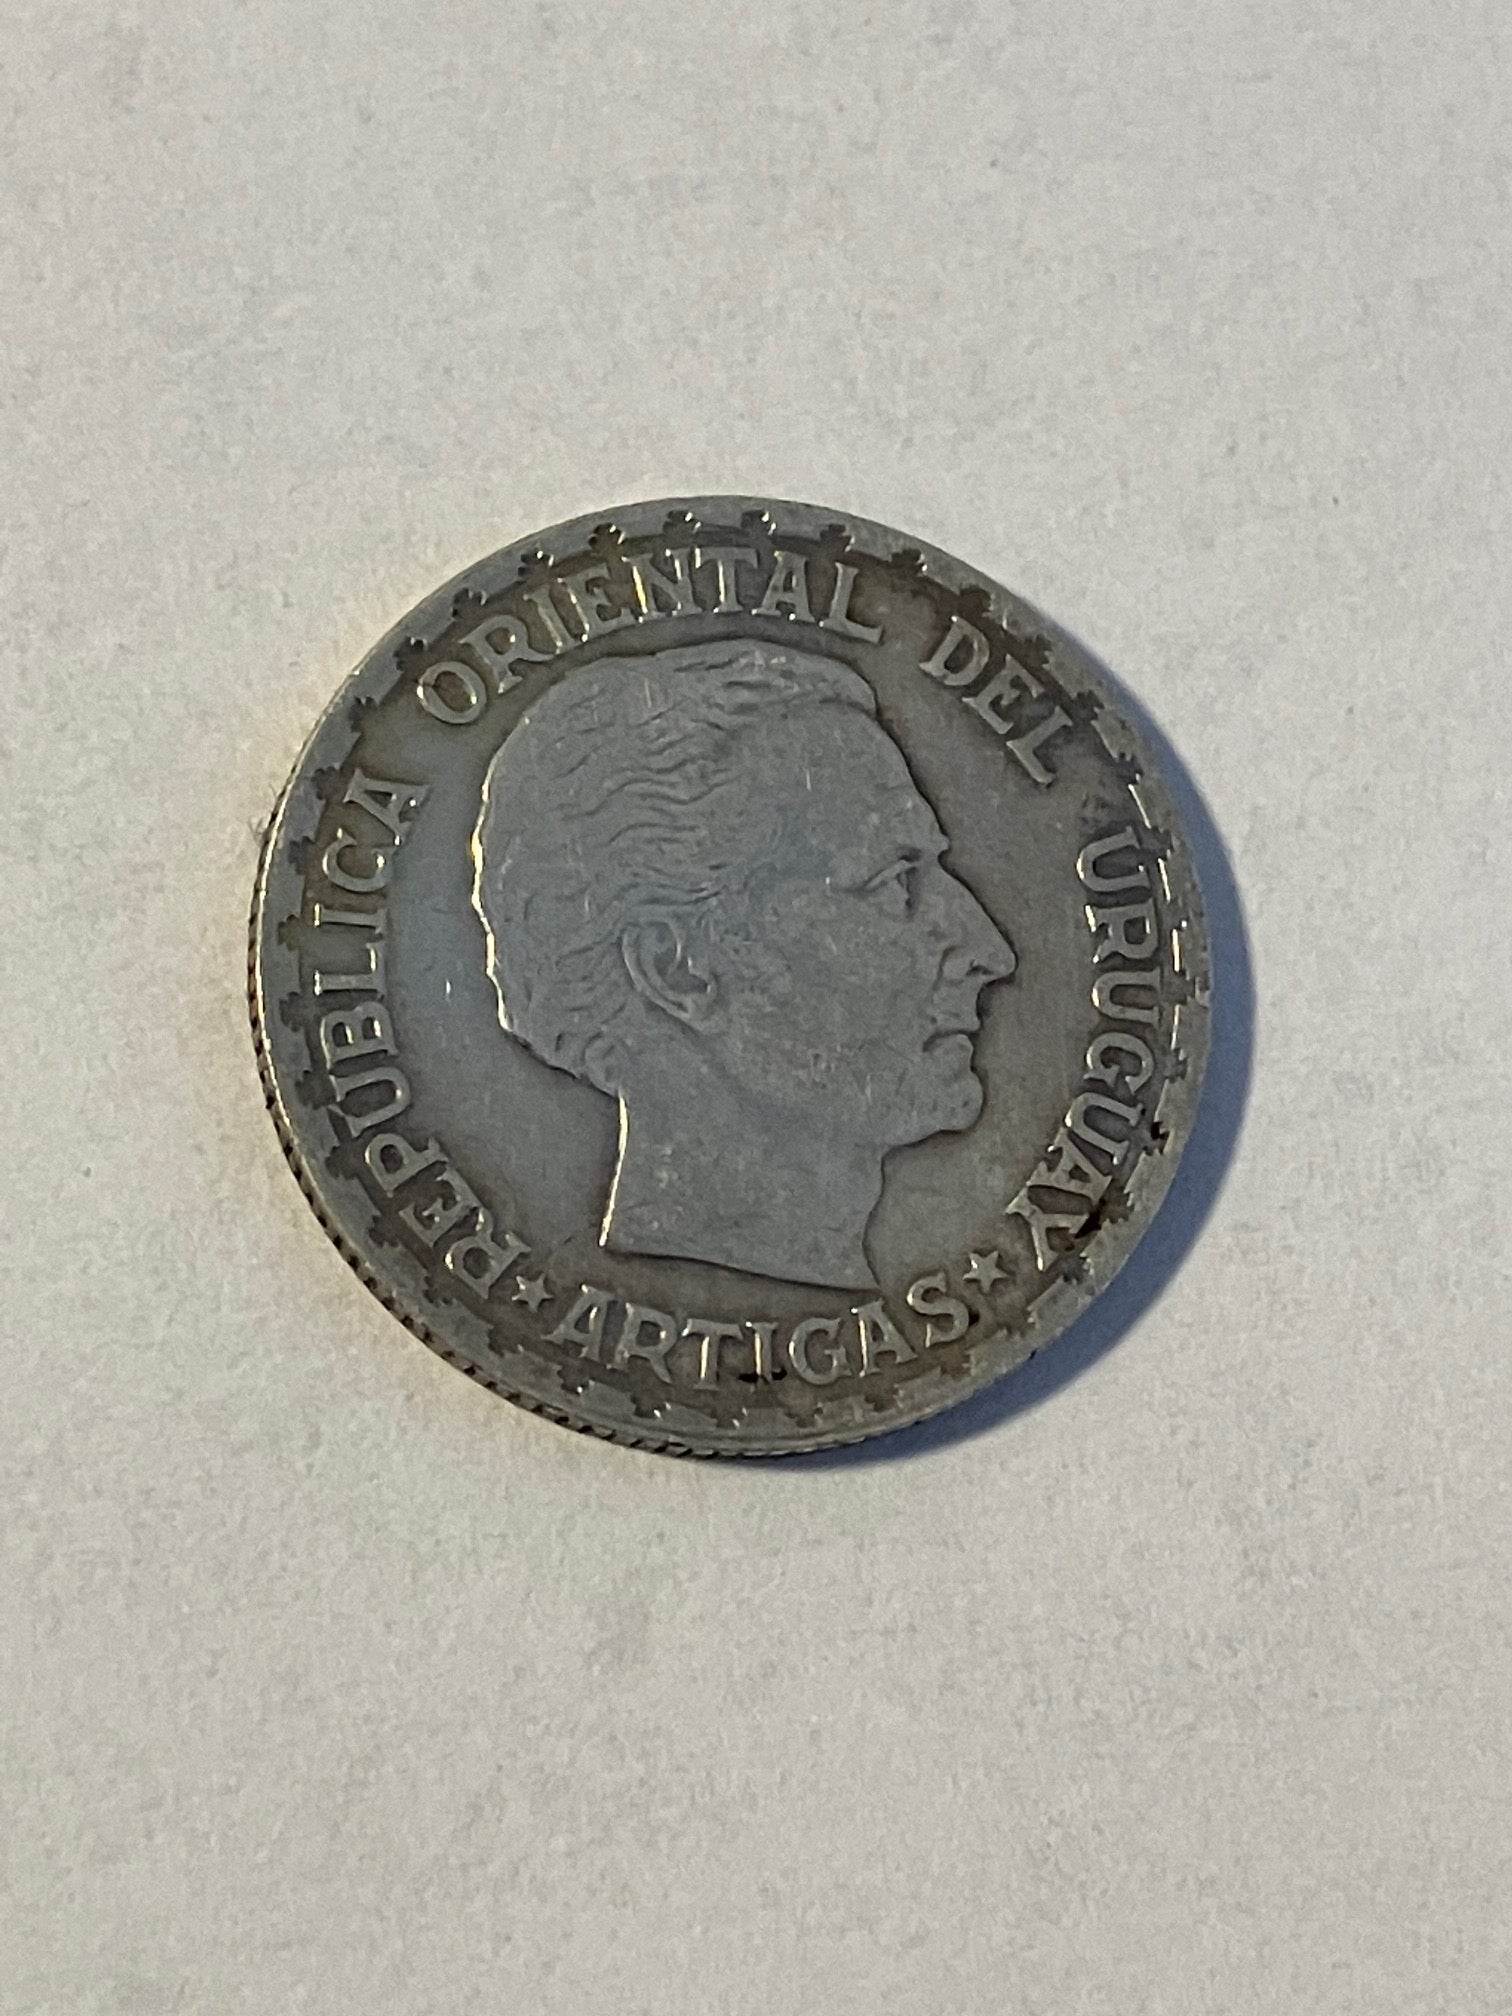 REPUBLICA ORIENTAL DEL URUGUAY
★ARTIGAS★